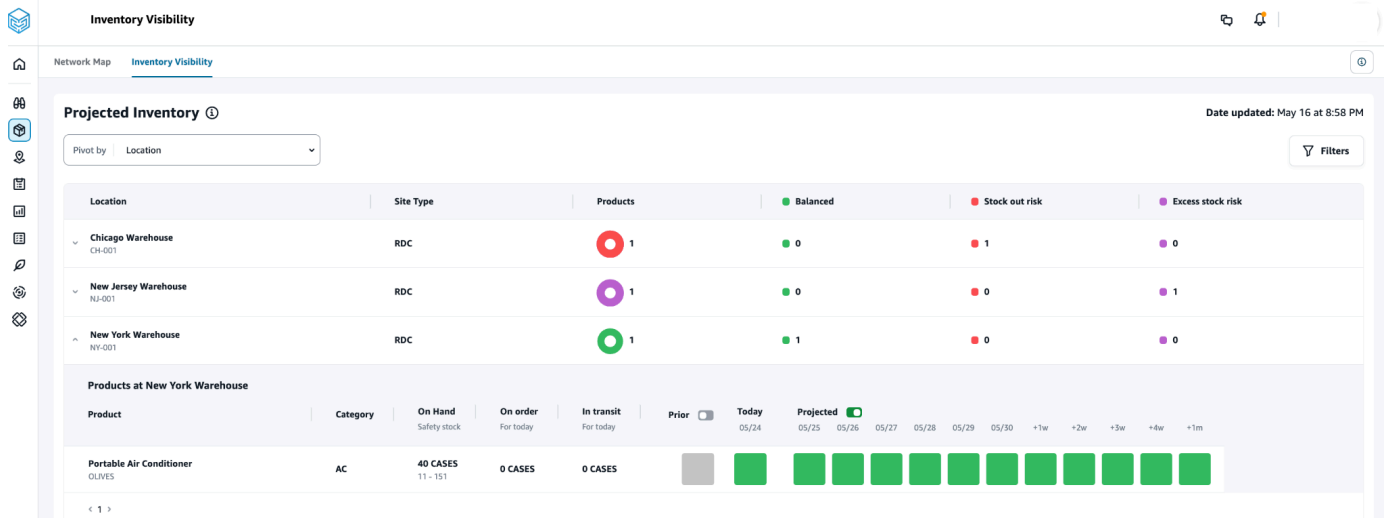 Inventory Visibility
Network Map Inventory Visibility
Projected Inventory
Date updated: May 16 at 8:58 PM
Pivot by Location
Filters
Location Site Type Products Balanced Stock out risk Excess stock risk
Chicago Warehouse RDC 1 0 1 0
CH-001
New Jersey Warehouse RDC 1 0 0 1
NJ-001
New York Warehouse RDC 1 1 0 0
NY-001
Products at New York Warehouse
Product Category On Hand On order In transit Prior Today Projected
Safety stock For today For today 05/24 05/25 05/26 05/27 05/28 05/29 05/30 +1w +2w +3w +4w +1m
Portable Air Conditioner AC 40 CASES 0 CASES 0 CASES
OLIVES 11 - 151
‹ 1 ›